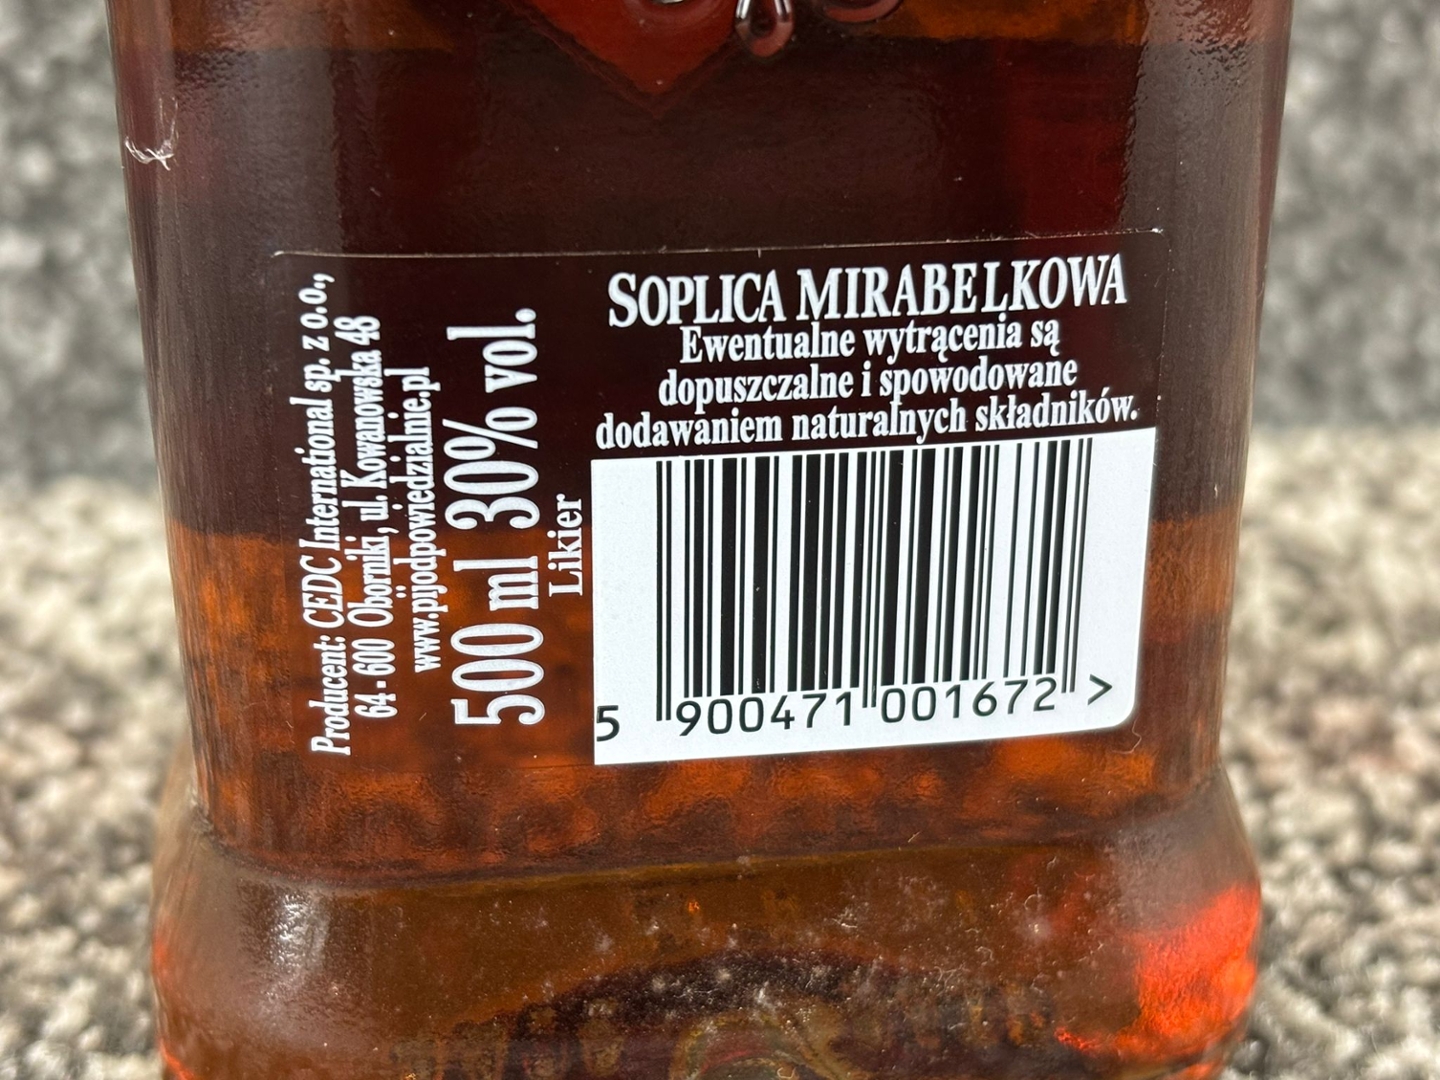 SOPLICA MIRABELKOWA
Ewentualne wytrącenia są
dopuszczalne i spowodowane
dodawaniem naturalnych składników.
5 900471 001672 >
Producent: CEDC International sp. z o.o.,
64-600 Oborniki, ul. Kowanowska 48
www.pijodpowiedzialnie.pl
500 ml 30% vol.
Likier